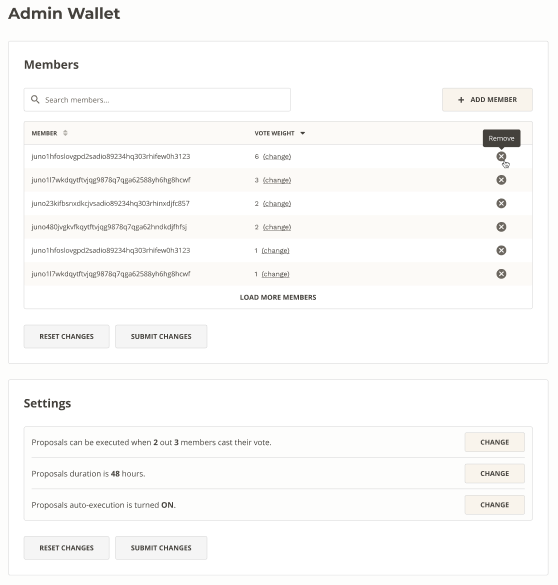 Admin Wallet
Members
Search members...
+ ADD MEMBER
MEMBER VOTE WEIGHT
Remove
juno1hfoslovgpd2sadio89234hq303rhifew0h3123 6 (change)
juno1l7wkdqytftvjqg9878q7qga62588yh6hg8hcwf 3 (change)
juno23kifbsnxdkcjvsadio89234hq303rhinxdjfc857 2 (change)
juno480jvgkvfkqytftvjqg9878q7qga62hndkdjfhfsj 2 (change)
juno1hfoslovgpd2sadio89234hq303rhifew0h3123 1 (change)
juno1l7wkdqytftvjqg9878q7qga62588yh6hg8hcwf 1 (change)
LOAD MORE MEMBERS
RESET CHANGES SUBMIT CHANGES
Settings
Proposals can be executed when 2 out 3 members cast their vote. CHANGE
Proposals duration is 48 hours. CHANGE
Proposals auto-execution is turned ON. CHANGE
RESET CHANGES SUBMIT CHANGES